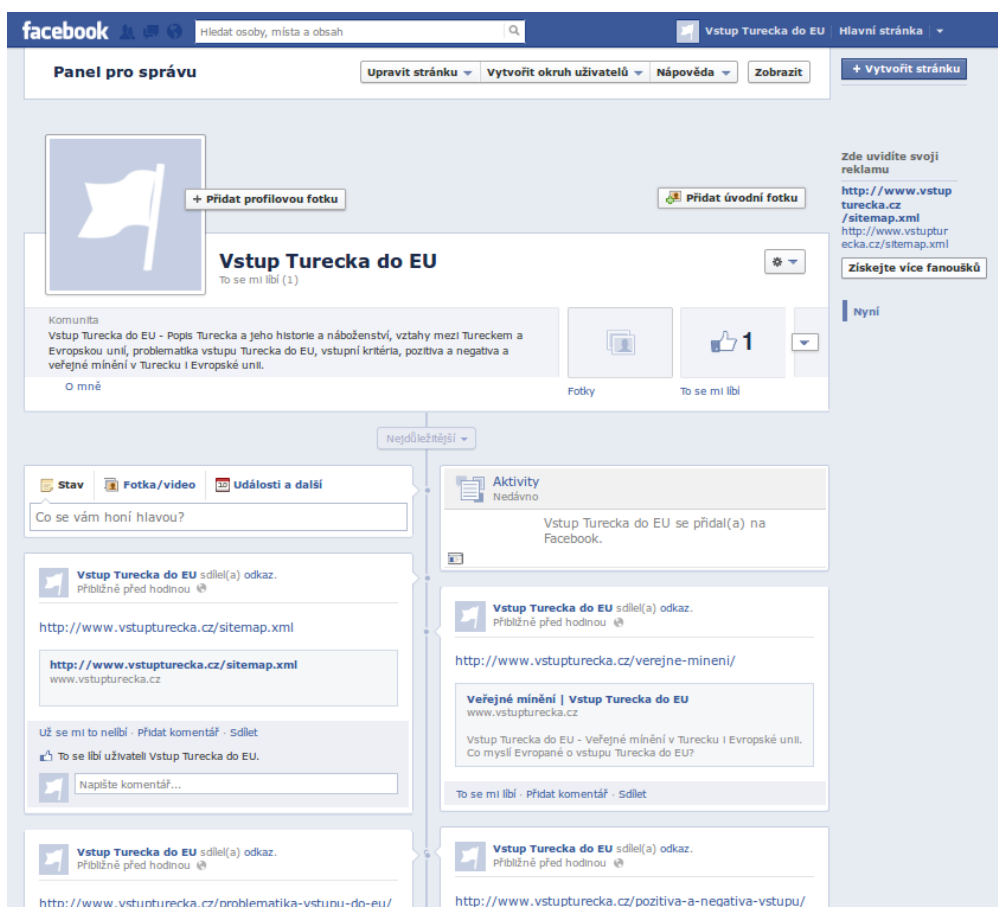 facebook
Hledat osoby, místa a obsah
Vstup Turecka do EU
Hlavní stránka
Panel pro správu
Upravit stránku
Vytvořit okruh uživatelů
Nápověda
Zobrazit
+ Vytvořit stránku
+ Přidat profilovou fotku
Přidat úvodní fotku
Vstup Turecka do EU
To se mi líbí (1)
Komunita
Vstup Turecka do EU - Popis Turecka a jeho historie a náboženství, vztahy mezi Tureckem a
Evropskou unií, problematika vstupu Turecka do EU, vstupní kritéria, pozitiva a negativa a
veřejné mínění v Turecku i Evropské unii.
O mně
Fotky
1
To se mi líbí
Zde uvidíte svoji
reklamu
http://www.vstup
turecka.cz
/sitemap.xml
http://www.vstuptur
ecka.cz/sitemap.xml
Získejte více fanoušků
Nyní
Nejdůležitější
Stav
Fotka/video
10
Události a další
Co se vám honí hlavou?
Vstup Turecka do EU sdílel(a) odkaz.
Přibližně před hodinou
http://www.vstupturecka.cz/sitemap.xml
http://www.vstupturecka.cz/sitemap.xml
www.vstupturecka.cz
Už se mi to nelíbí · Přidat komentář · Sdílet
To se líbí uživateli Vstup Turecka do EU.
Napište komentář...
Vstup Turecka do EU sdílel(a) odkaz.
Přibližně před hodinou
http://www.vstupturecka.cz/problematika-vstupu-do-eu/
Aktivity
Nedávno
Vstup Turecka do EU se přidal(a) na
Facebook.
Vstup Turecka do EU sdílel(a) odkaz.
Přibližně před hodinou
http://www.vstupturecka.cz/verejne-mineni/
Veřejné mínění | Vstup Turecka do EU
www.vstupturecka.cz
Vstup Turecka do EU - Veřejné mínění v Turecku i Evropské unii.
Co myslí Evropané o vstupu Turecka do EU?
To se mi líbí · Přidat komentář · Sdílet
Vstup Turecka do EU sdílel(a) odkaz.
Přibližně před hodinou
http://www.vstupturecka.cz/pozitiva-a-negativa-vstupu/